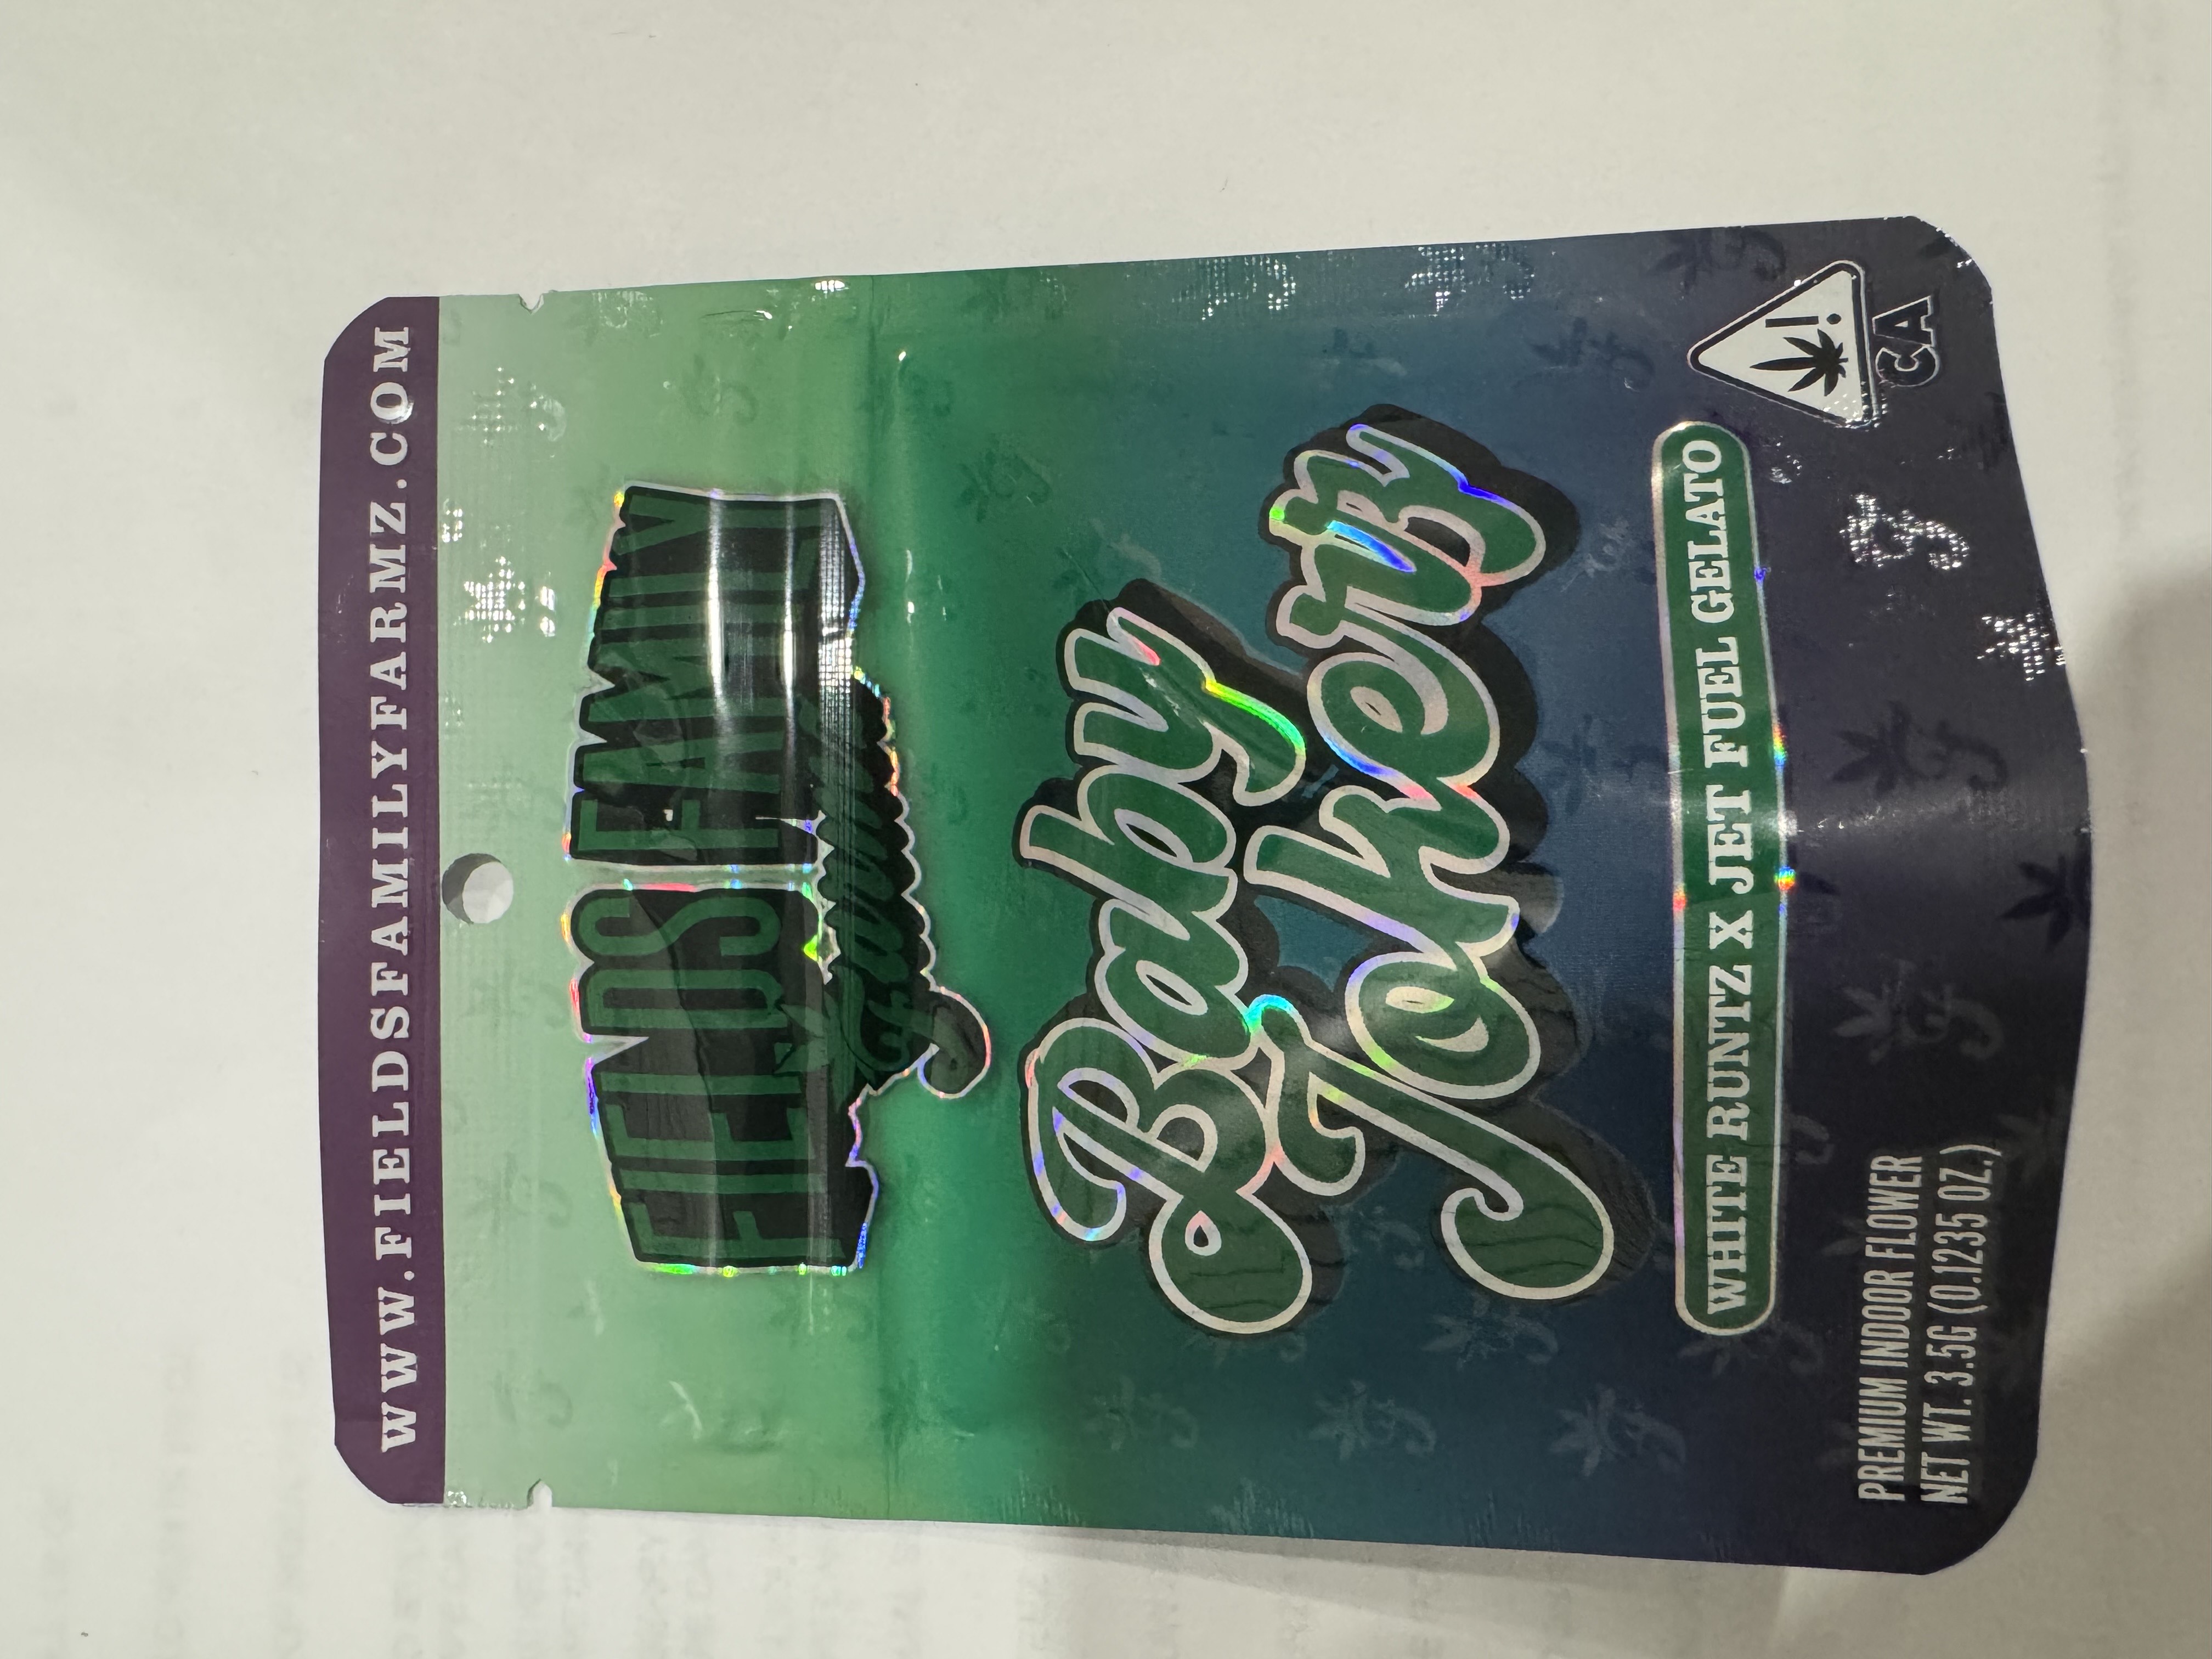 WWW.FIELDSFAMILYFARMZ.COM
FIELDS FAMILY
Farmz
Baby
Jokerz
WHITE RUNTZ X JET FUEL GELATO
PREMIUM INDOOR FLOWER
NET WT. 3.5G (0.1235 OZ.)
!
CA